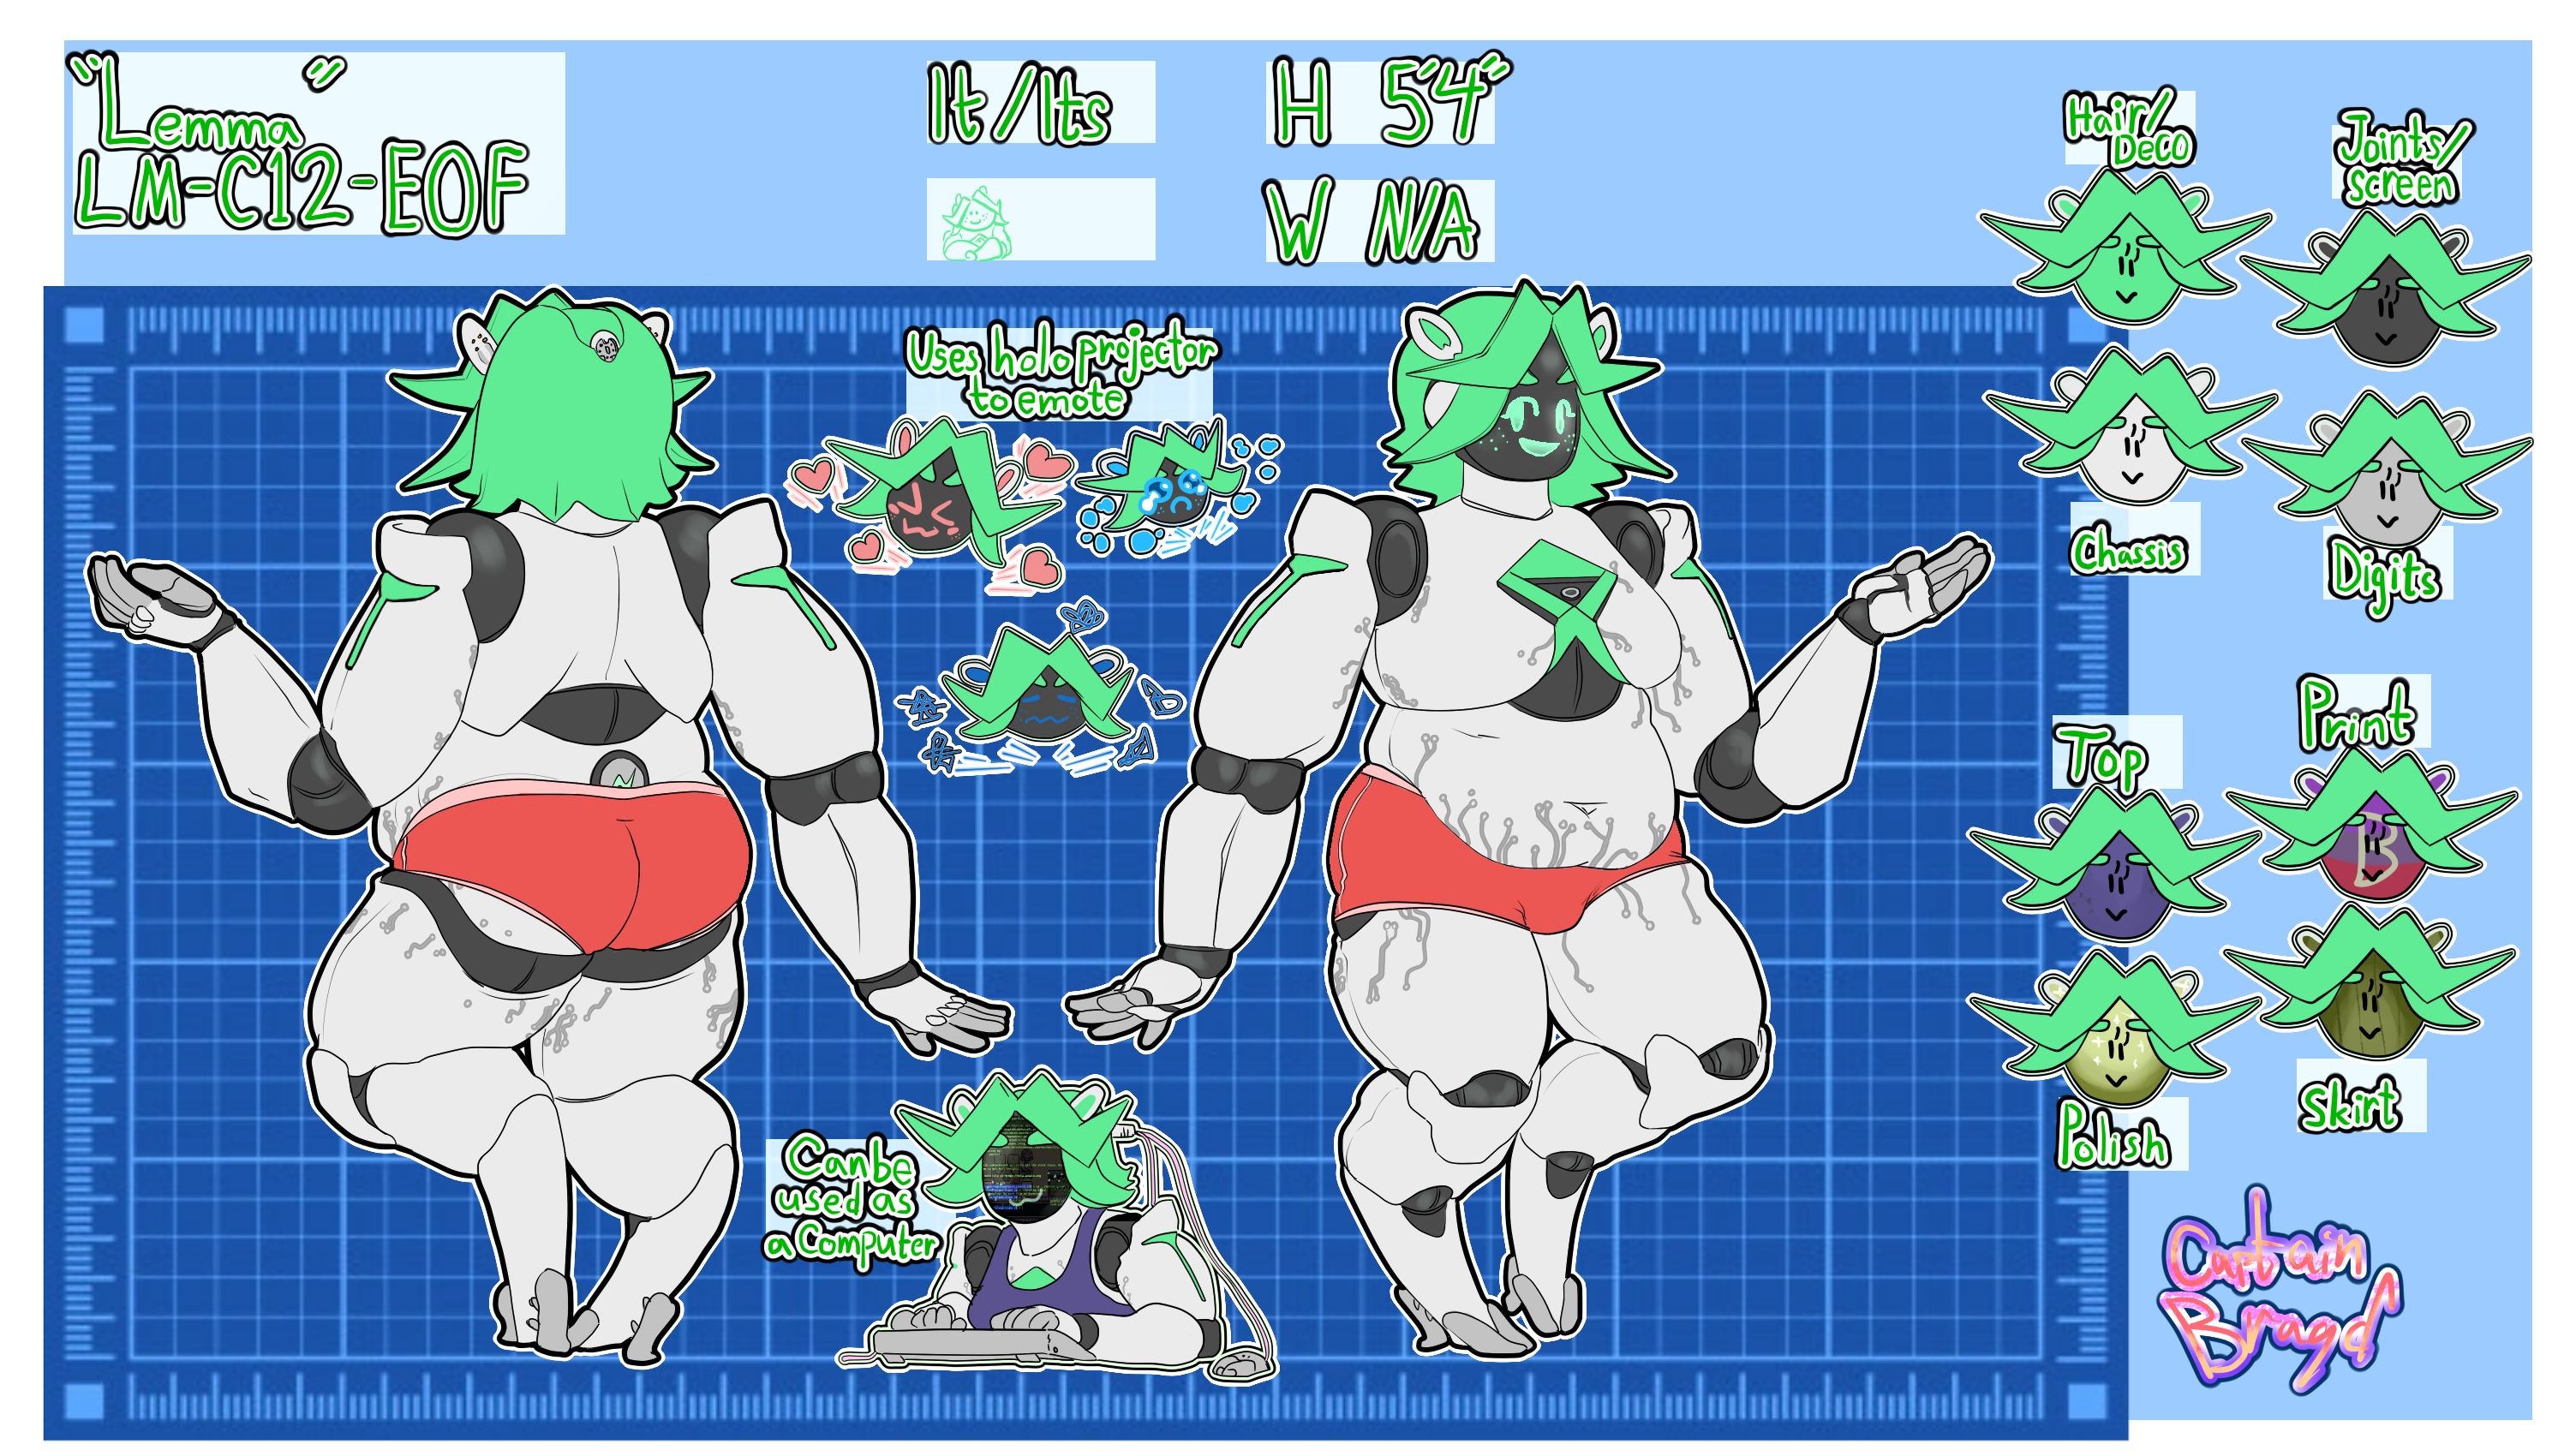 "Lemma"
LM-C12-EOF
It/Its
H 5'4"
W N/A
Hair/
Deco
Joints/
screen
Uses holo projector
to emote
Chassis
Digits
Top
Print
B
Polish
Skirt
Can be
used as
a Computer
Captain
Bragd